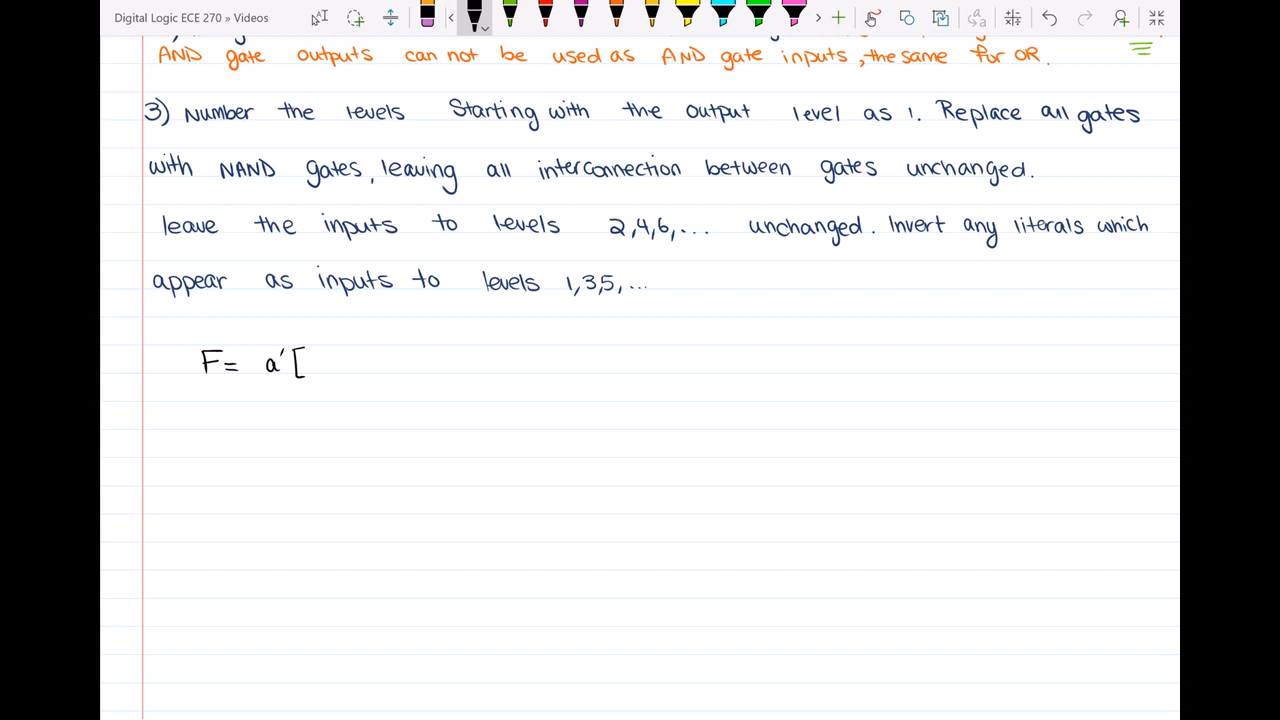 Digital Logic ECE 270 » Videos
AND gate outputs can not be used as AND gate inputs, the same for OR.
3) Number the levels Starting with the output level as 1. Replace all gates
with NAND gates, leaving all interconnection between gates unchanged.
leave the inputs to levels 2,4,6,... unchanged. Invert any literals which
appear as inputs to levels 1,3,5,...
F= a'[